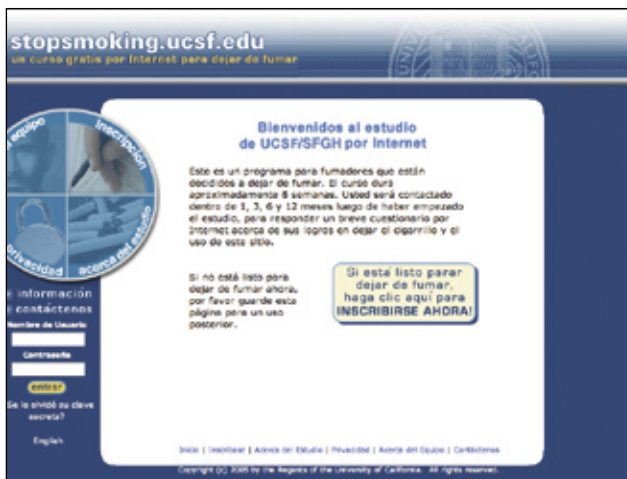 stopsmoking.ucsf.edu
un curso gratis por Internet para dejar de fumar
equipo
inscripción
privacidad
acerca del estudio
información
contáctenos
Nombre de Usuario
Contraseña
entrar
Se le olvidó su clave
secreta?
English
Bienvenidos al estudio
de UCSF/SFGH por Internet
Este es un programa para fumadores que están
decididos a dejar de fumar. El curso dura
aproximadamente 8 semanas. Usted será contactado
dentro de 1, 3, 6 y 12 meses luego de haber empezado
el estudio, para responder un breve cuestionario por
Internet acerca de sus logros en dejar el cigarrillo y el
uso de este sitio.
Si no está listo para
dejar de fumar ahora,
por favor guarde esta
página para un uso
posterior.
Si está listo parar
dejar de fumar,
haga clic aquí para
INSCRIBIRSE AHORA!
Inicio | Inscríbase | Acerca del Estudio | Privacidad | Acerca del Equipo | Contáctenos
Copyright (c) 2005 by the Regents of the University of California. All rights reserved.